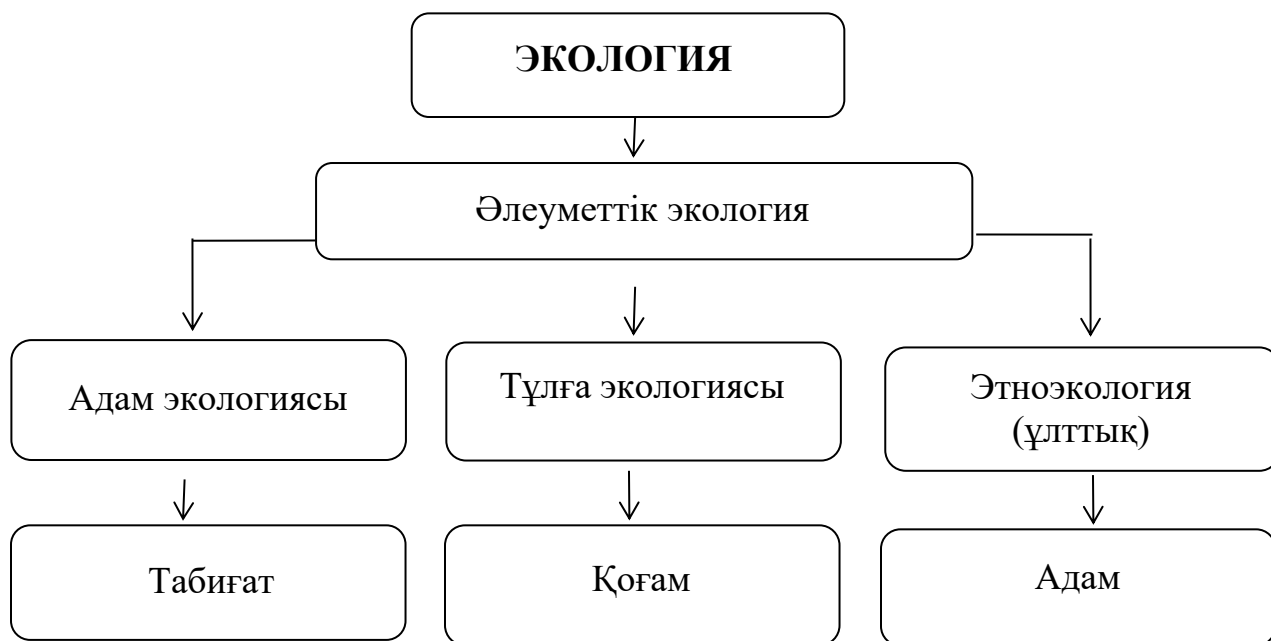 ЭКОЛОГИЯ
Әлеуметтік экология
Адам экологиясы
Тұлға экологиясы
Этноэкология
(ұлттық)
Табиғат
Қоғам
Адам